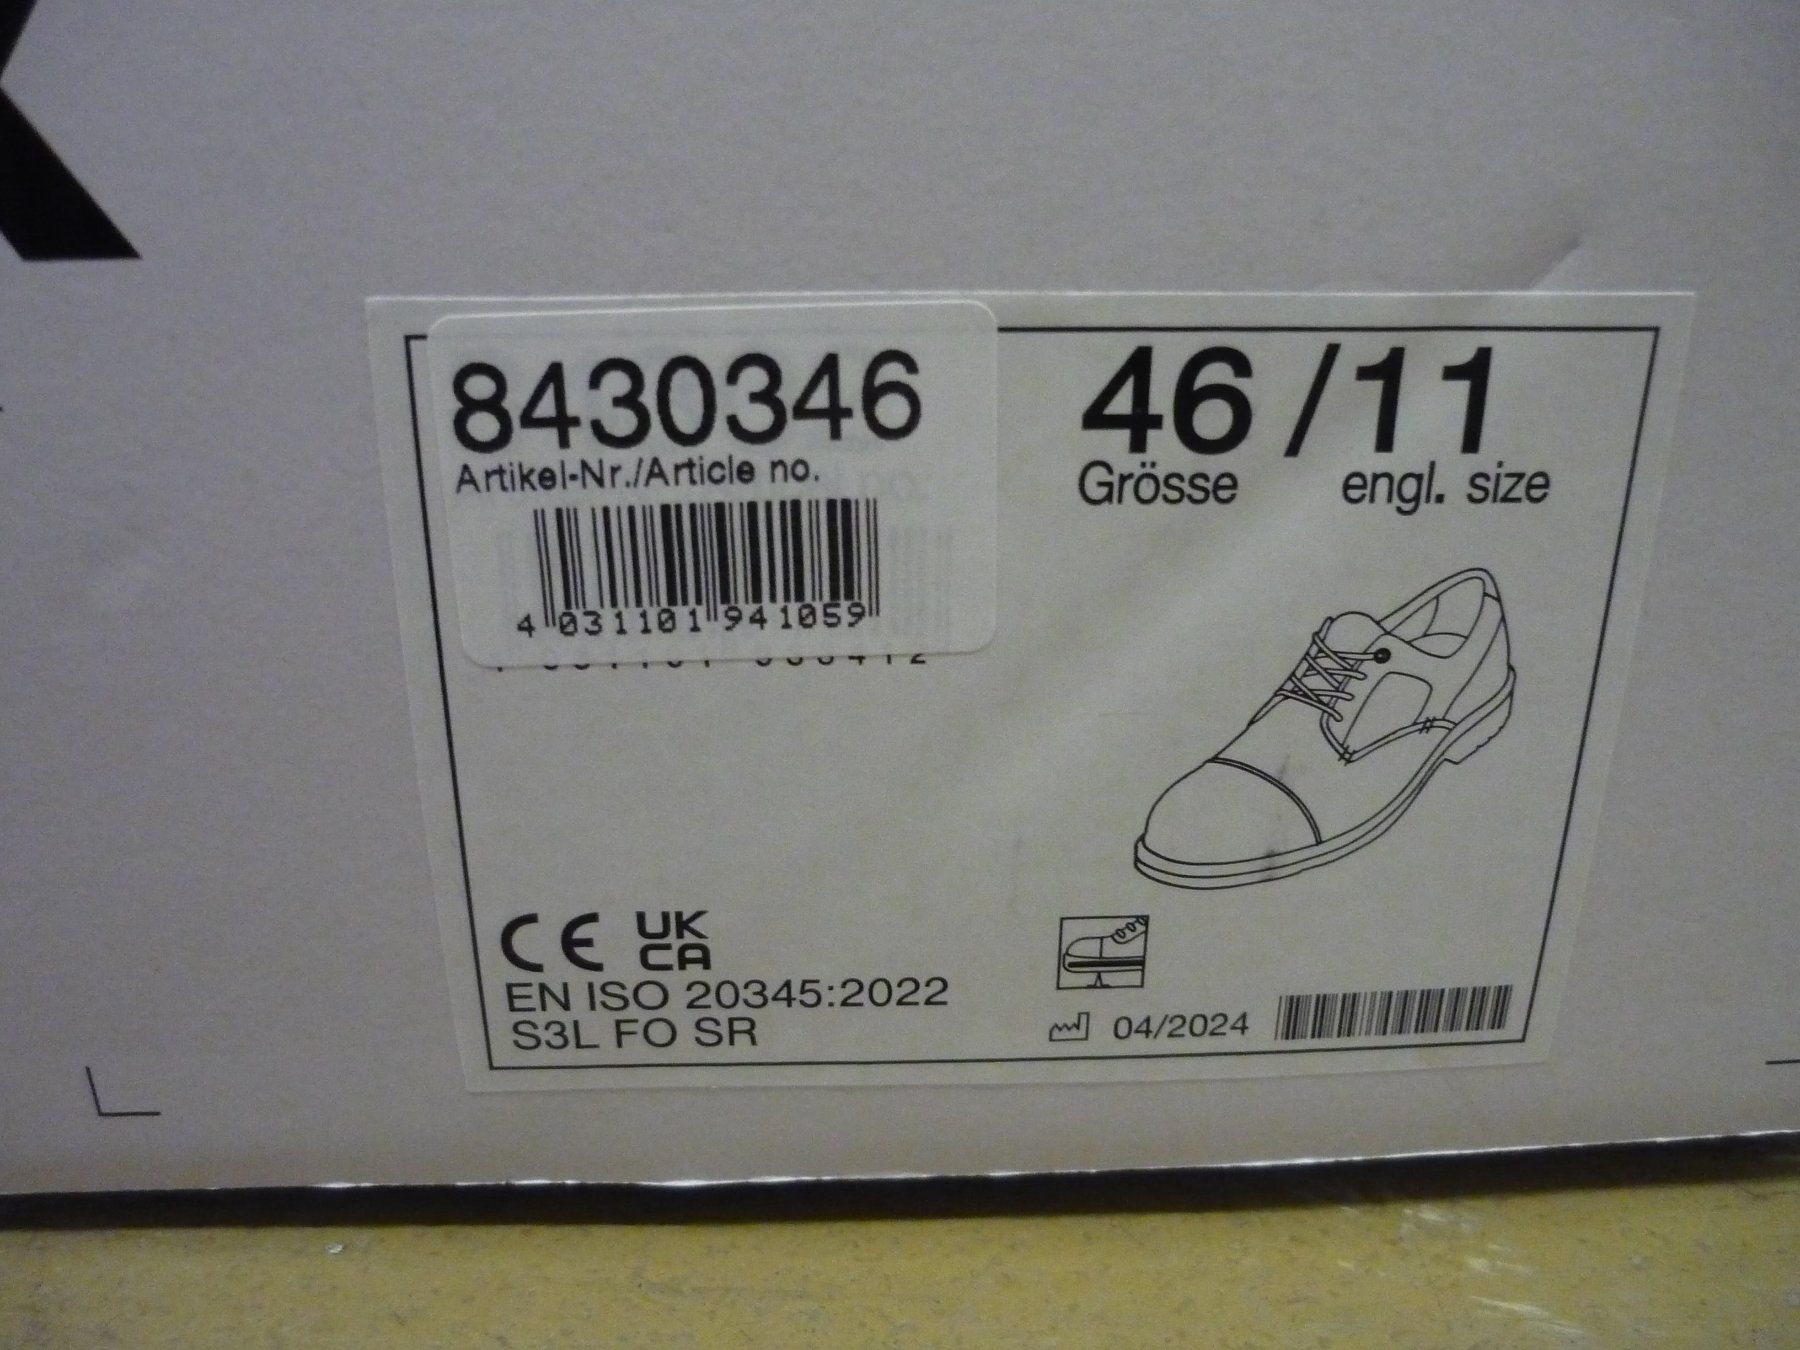 8430346
Artikel-Nr./Article no.
4 031101 941059
46 / 11
Grösse engl. size
CE UK CA
EN ISO 20345:2022
S3L FO SR
04/2024